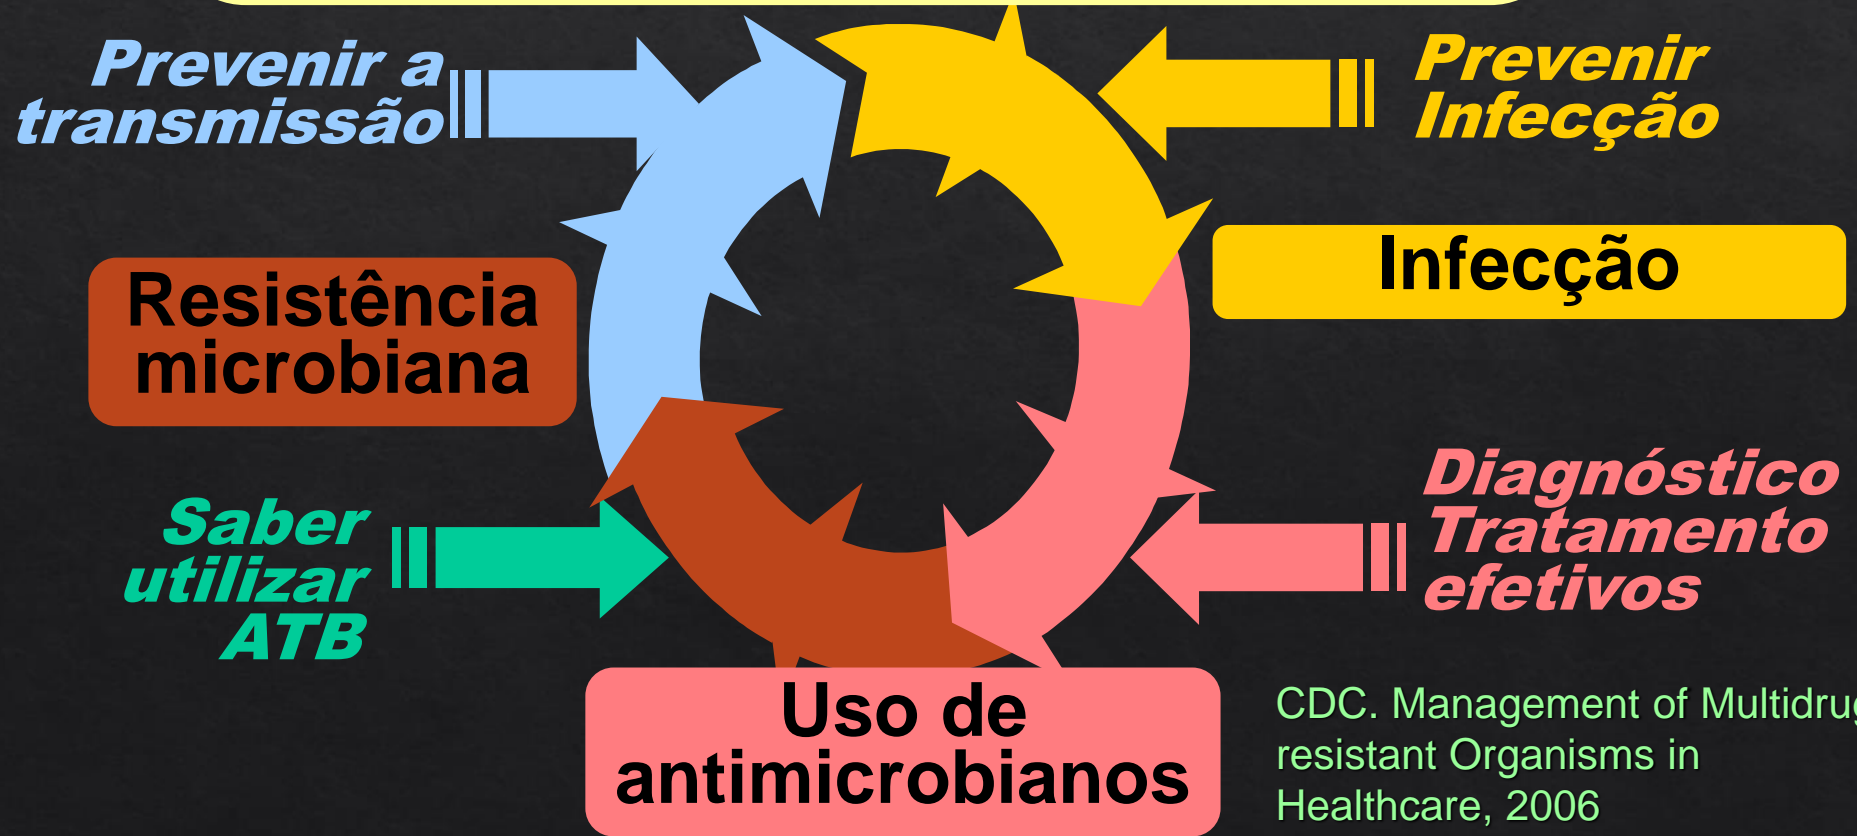 Prevenir a
transmissão
Prevenir
Infecção
Infecção
Resistência
microbiana
Diagnóstico
Tratamento
efetivos
Saber
utilizar
ATB
Uso de
antimicrobianos
CDC. Management of Multidrug
resistant Organisms in
Healthcare, 2006